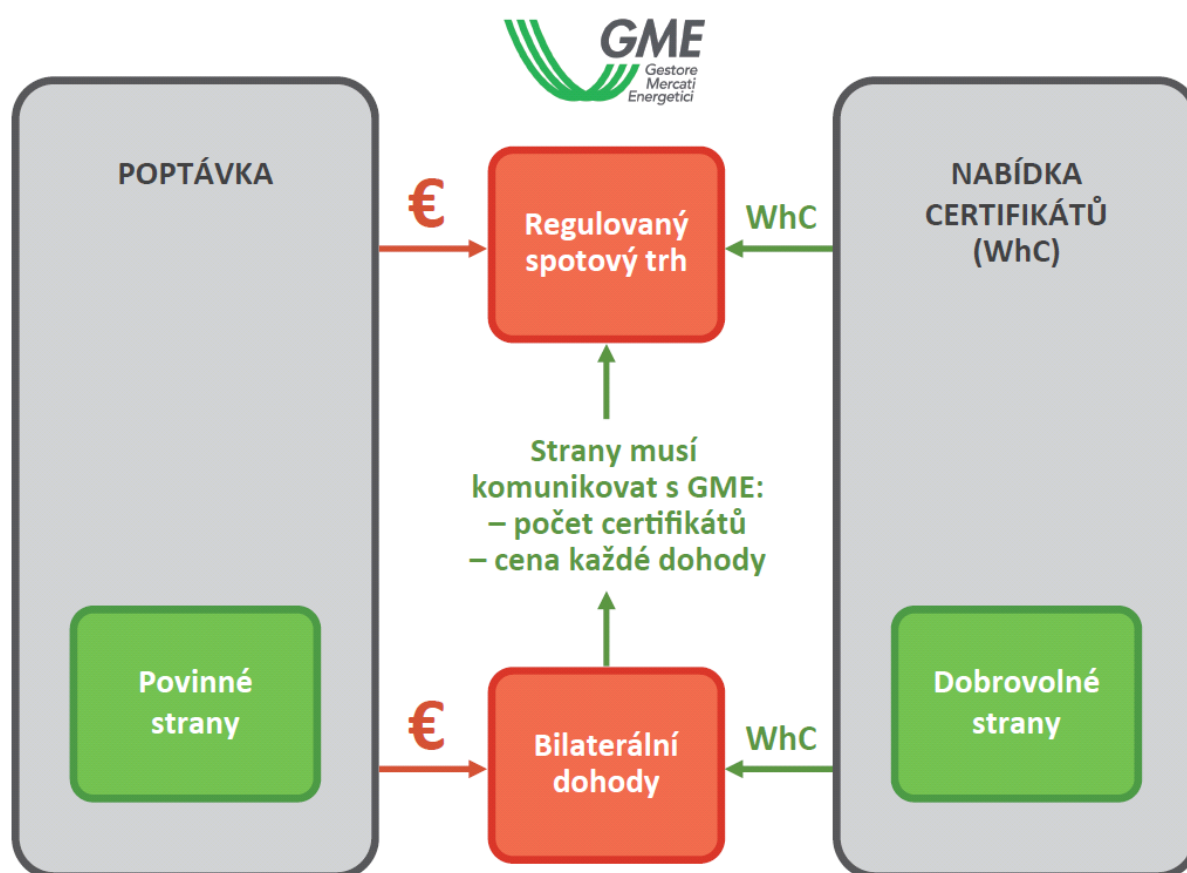 GME
Gestore
Mercati
Energetici
POPTÁVKA
€
Regulovaný
spotový trh
WhC
NABÍDKA
CERTIFIKÁTŮ
(WhC)
Strany musí
komunikovat s GME:
– počet certifikátů
– cena každé dohody
Povinné
strany
€
Bilaterální
dohody
WhC
Dobrovolné
strany